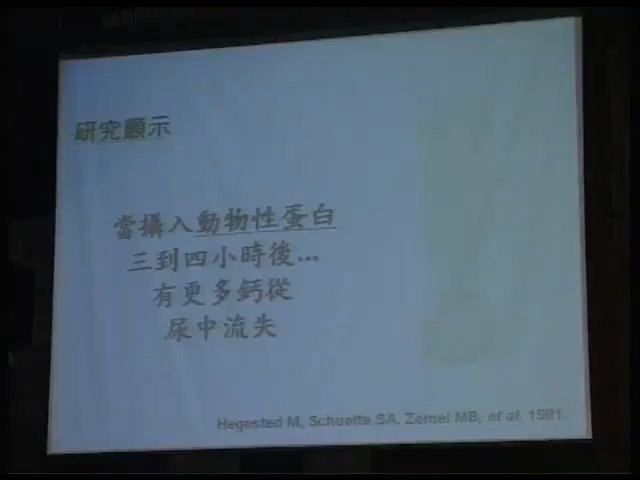 研究顯示
當攝入動物性蛋白
三到四小時後...
有更多鈣從
尿中流失
Hegested M, Schuette SA, Zemel MB, et al, 1981.